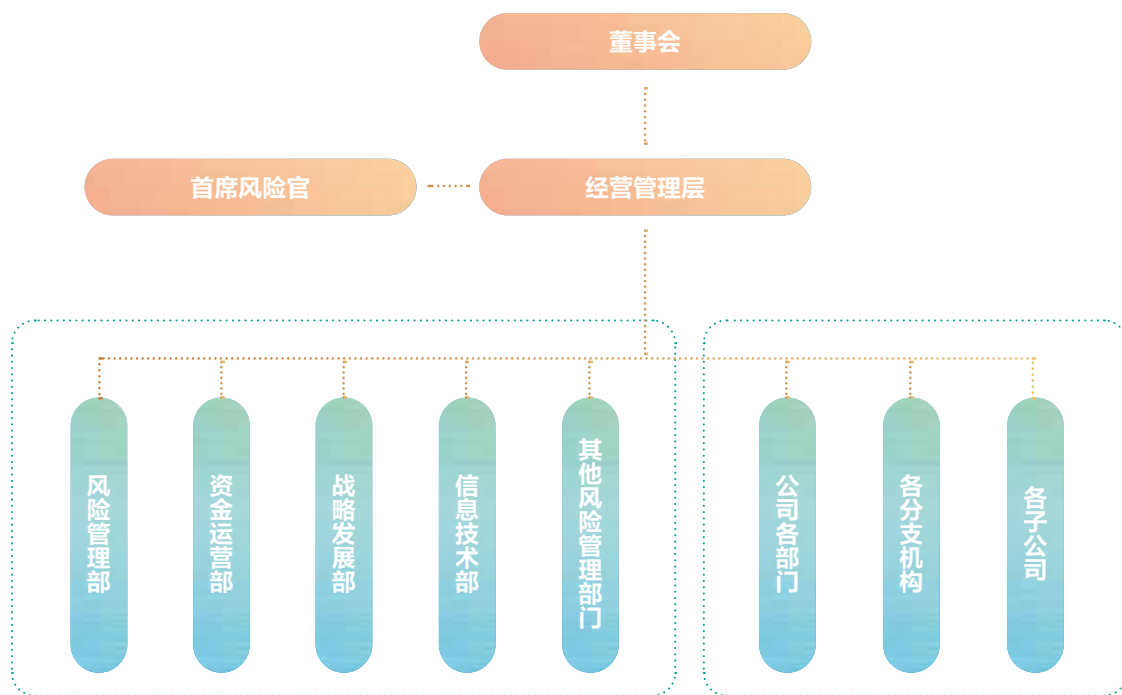 董事会
首席风险官
经营管理层
风险管理部
资金运营部
战略发展部
信息技术部
其他风险管理部门
公司各部门
各分支机构
各子公司